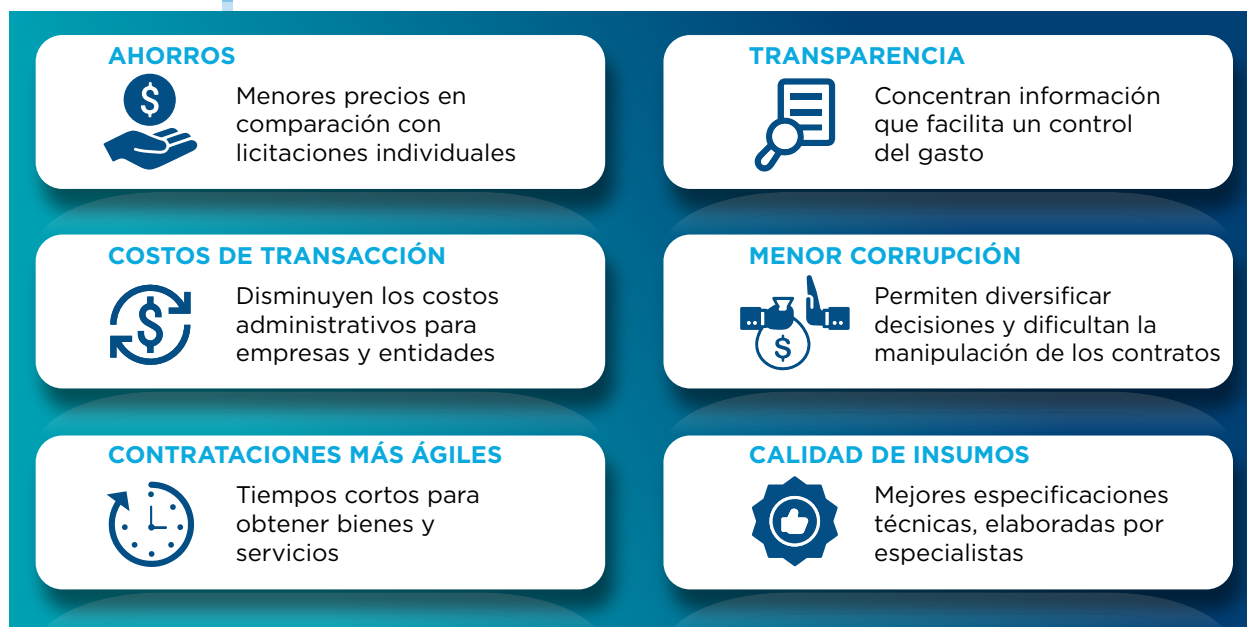 AHORROS
$
Menores precios en
comparación con
licitaciones individuales
TRANSPARENCIA
Concentran información
que facilita un control
del gasto
COSTOS DE TRANSACCIÓN
$
Disminuyen los costos
administrativos para
empresas y entidades
MENOR CORRUPCIÓN
$
Permiten diversificar
decisiones y dificultan la
manipulación de los contratos
CONTRATACIONES MÁS ÁGILES
Tiempos cortos para
obtener bienes y
servicios
CALIDAD DE INSUMOS
Mejores especificaciones
técnicas, elaboradas por
especialistas